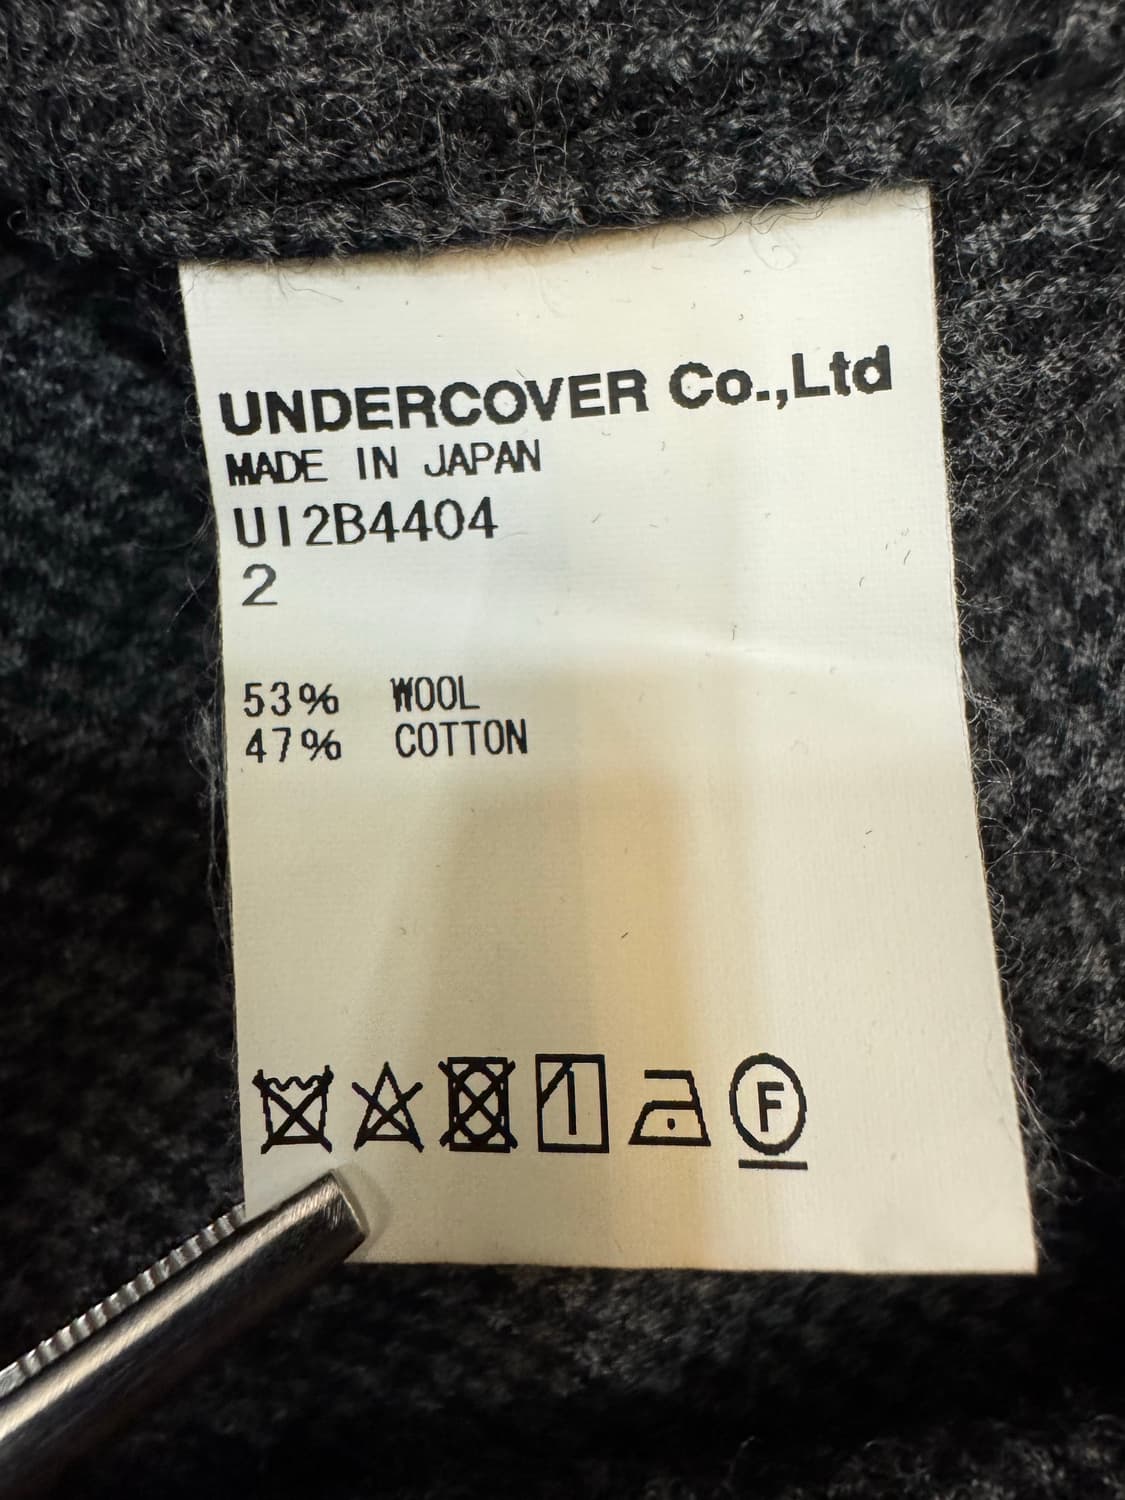 UNDERCOVER Co.,Ltd
MADE IN JAPAN
UI2B4404
2
53% WOOL
47% COTTON
F